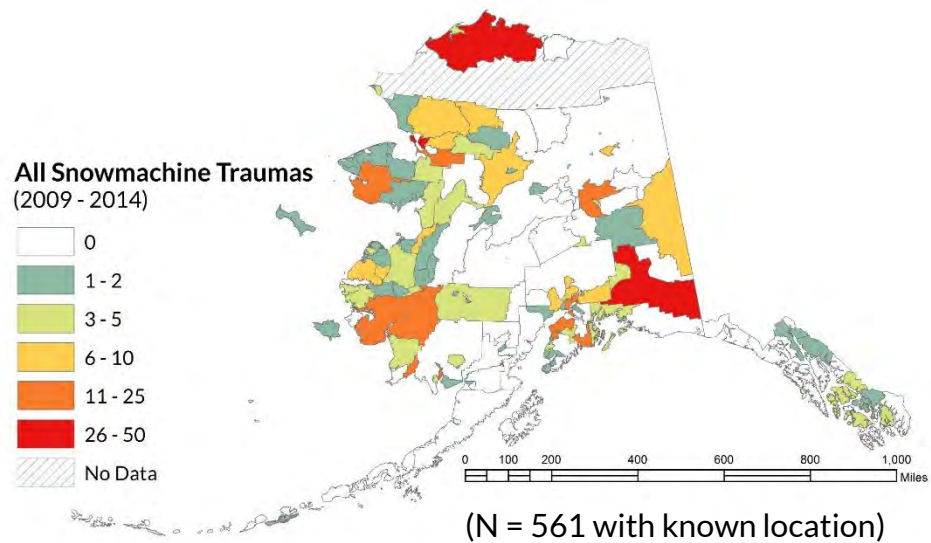 All Snowmachine Traumas
(2009 - 2014)
0
1 - 2
3 - 5
6 - 10
11 - 25
26 - 50
No Data
0 100 200 400 600 800 1,000
Miles
(N = 561 with known location)